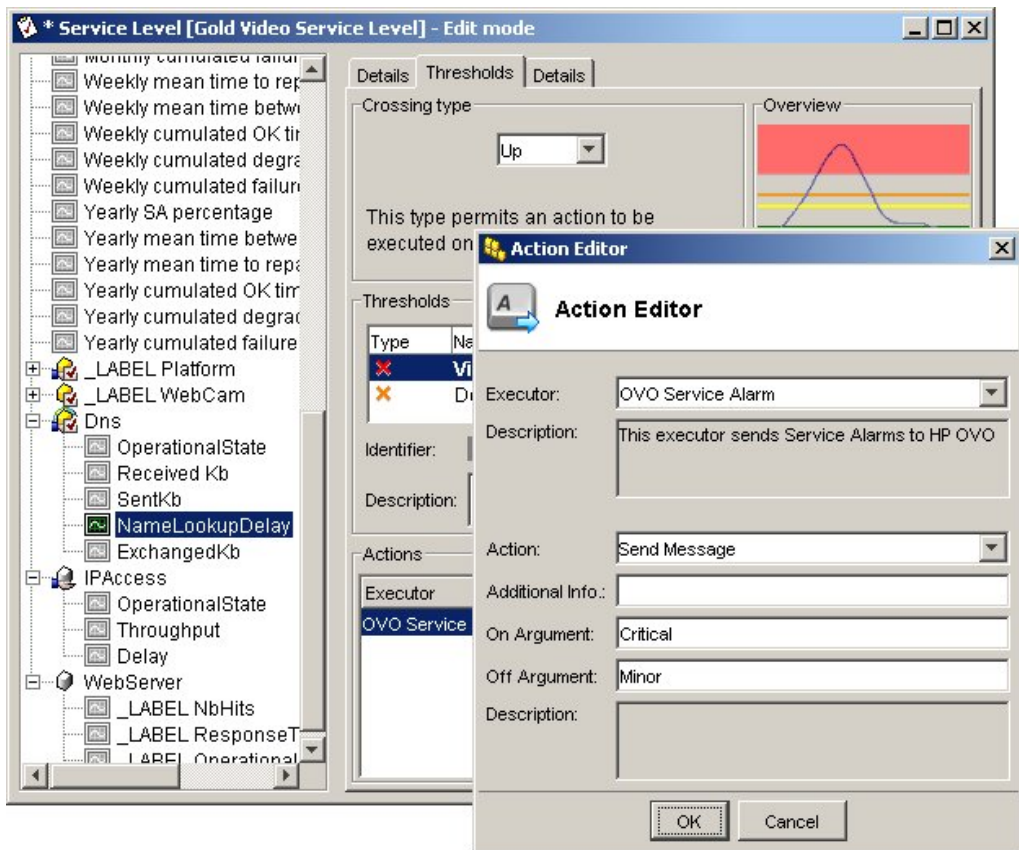 * Service Level [Gold Video Service Level] - Edit mode
Weekly mean time to rep
Weekly mean time betw
Weekly cumulated OK tir
Weekly cumulated degra
Weekly cumulated failur
Yearly SA percentage
Yearly mean time betwe
Yearly mean time to repa
Yearly cumulated OK tim
Yearly cumulated degrad
Yearly cumulated failure
_LABEL Platform
_LABEL WebCam
Dns
OperationalState
Received Kb
SentKb
NameLookupDelay
ExchangedKb
IPAccess
OperationalState
Throughput
Delay
WebServer
_LABEL NbHits
_LABEL ResponseT
_LABEL Operational
Details Thresholds Details
Crossing type
Up
This type permits an action to be
executed on
Overview
Thresholds
Type Na
Vi
De
Identifier:
Description:
Actions
Executor
OVO Service
Action Editor
Action Editor
Executor: OVO Service Alarm
Description: This executor sends Service Alarms to HP OVO
Action: Send Message
Additional Info.:
On Argument: Critical
Off Argument: Minor
Description:
OK Cancel